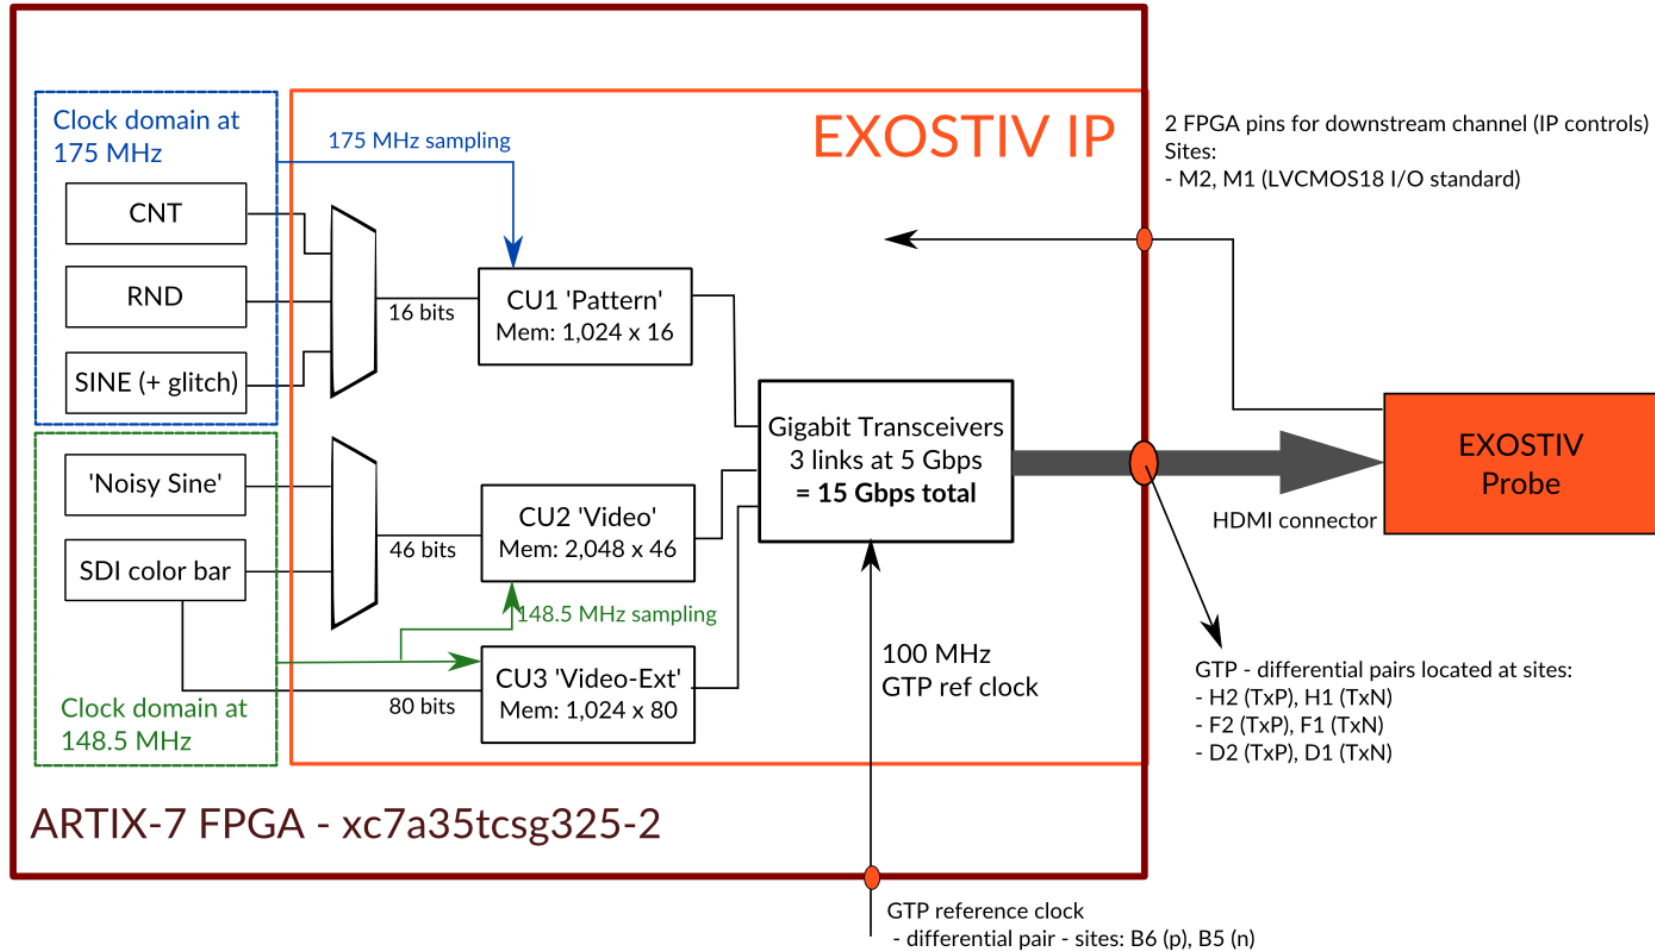 Clock domain at
175 MHz
CNT
RND
SINE (+ glitch)
'Noisy Sine'
SDI color bar
Clock domain at
148.5 MHz
EXOSTIV IP
175 MHz sampling
16 bits
CU1 'Pattern'
Mem: 1,024 x 16
46 bits
CU2 'Video'
Mem: 2,048 x 46
148.5 MHz sampling
80 bits
CU3 'Video-Ext'
Mem: 1,024 x 80
Gigabit Transceivers
3 links at 5 Gbps
= 15 Gbps total
100 MHz
GTP ref clock
ARTIX-7 FPGA - xc7a35tcsg325-2
2 FPGA pins for downstream channel (IP controls)
Sites:
- M2, M1 (LVCMOS18 I/O standard)
EXOSTIV
Probe
HDMI connector
GTP - differential pairs located at sites:
- H2 (TxP), H1 (TxN)
- F2 (TxP), F1 (TxN)
- D2 (TxP), D1 (TxN)
GTP reference clock
- differential pair - sites: B6 (p), B5 (n)